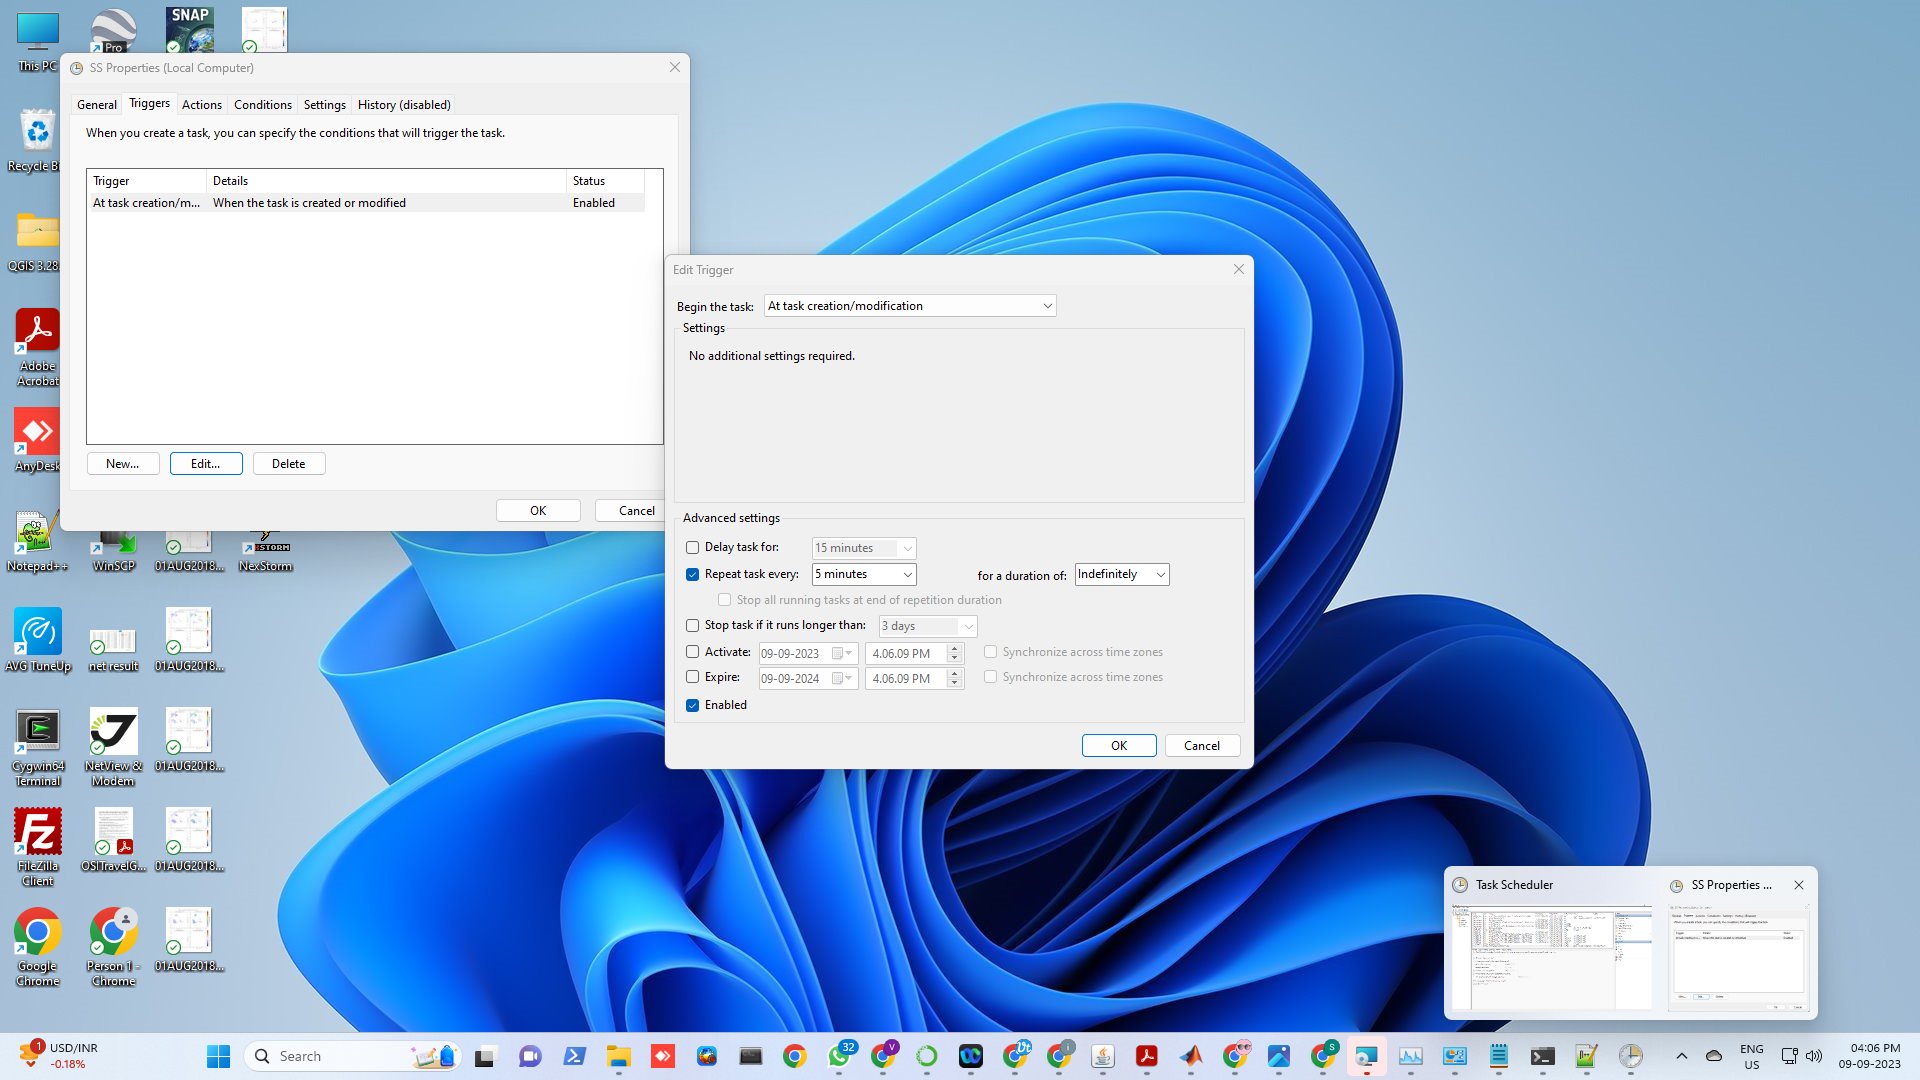 This PC
Pro
SNAP
Recycle Bi
QGIS 3.28.
Adobe
Acrobat
AnyDesk
Notepad++
WinSCP
01AUG2018...
STORM
NexStorm
AVG TuneUp
net result
01AUG2018...
Cygwin64
Terminal
NetView &
Modem
01AUG2018...
FileZilla
Client
OSITravelG...
01AUG2018...
Google
Chrome
Person 1 -
Chrome
01AUG2018...
SS Properties (Local Computer)
General
Triggers
Actions
Conditions
Settings
History (disabled)
When you create a task, you can specify the conditions that will trigger the task.
Trigger Details Status
At task creation/m... When the task is created or modified Enabled
New... Edit... Delete
OK Cancel
Edit Trigger
Begin the task: At task creation/modification
Settings
No additional settings required.
Advanced settings
Delay task for: 15 minutes
Repeat task every: 5 minutes for a duration of: Indefinitely
Stop all running tasks at end of repetition duration
Stop task if it runs longer than: 3 days
Activate: 09-09-2023 4.06.09 PM Synchronize across time zones
Expire: 09-09-2024 4.06.09 PM Synchronize across time zones
Enabled
OK Cancel
Task Scheduler
SS Properties ...
1
USD/INR
-0.18%
Search
32
V
Vt
i
S
ENG
US
04:06 PM
09-09-2023